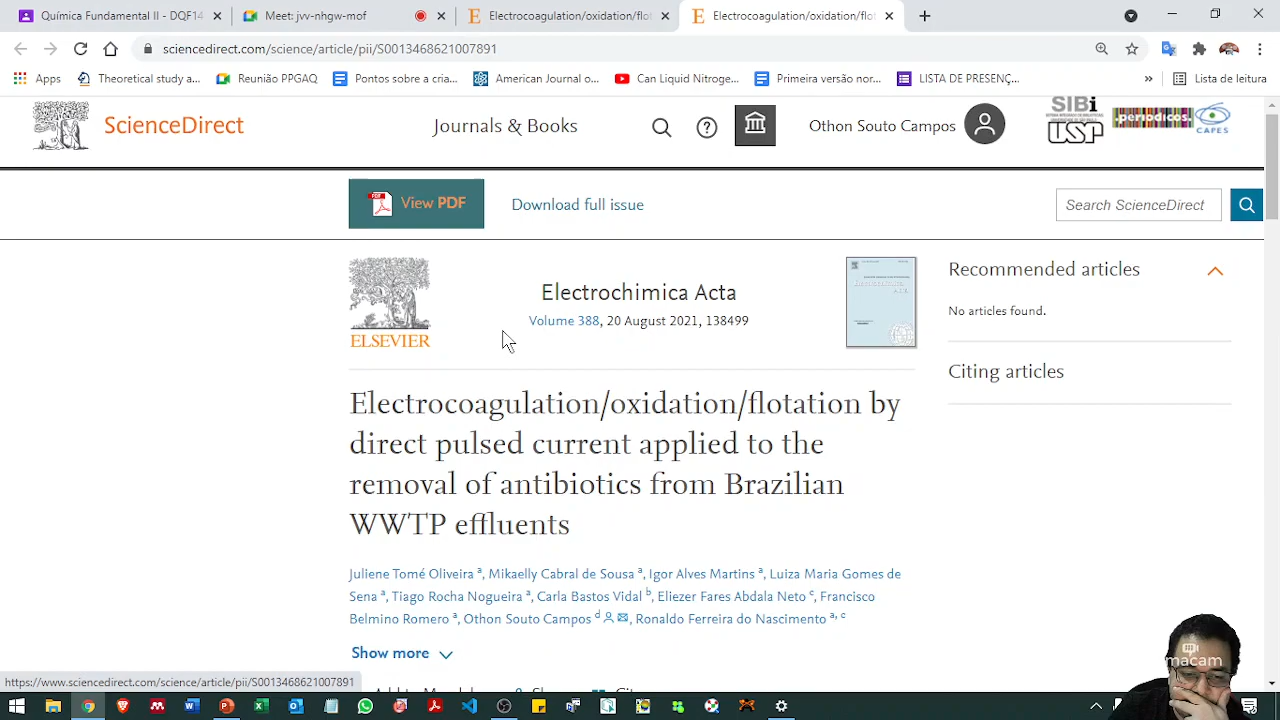 Química Fundamental II - DQF14
Meet: jvv-nhgw-mof
Electrocoagulation/oxidation/flot
Electrocoagulation/oxidation/flot
sciencedirect.com/science/article/pii/S0013468621007891
Apps
Theoretical study a...
Reunião PPGAQ
Pontos sobre a cria...
American Journal o...
Can Liquid Nitroge...
Primeira versão nor...
LISTA DE PRESENÇ...
»
Lista de leitura
ScienceDirect
Journals & Books
Othon Souto Campos
SIBi
USP
.periodicos.
CAPES
View PDF
Download full issue
Search ScienceDirect
ELSEVIER
Electrochimica Acta
Volume 388, 20 August 2021, 138499
Recommended articles
No articles found.
Citing articles
Electrocoagulation/oxidation/flotation by
direct pulsed current applied to the
removal of antibiotics from Brazilian
WWTP effluents
Juliene Tomé Oliveira a, Mikaelly Cabral de Sousa a, Igor Alves Martins a, Luiza Maria Gomes de
Sena a, Tiago Rocha Nogueira a, Carla Bastos Vidal b, Eliezer Fares Abdala Neto c, Francisco
Belmino Romero a, Othon Souto Campos d, Ronaldo Ferreira do Nascimento a, e
Show more
https://www.sciencedirect.com/science/article/pii/S0013468621007891
macam